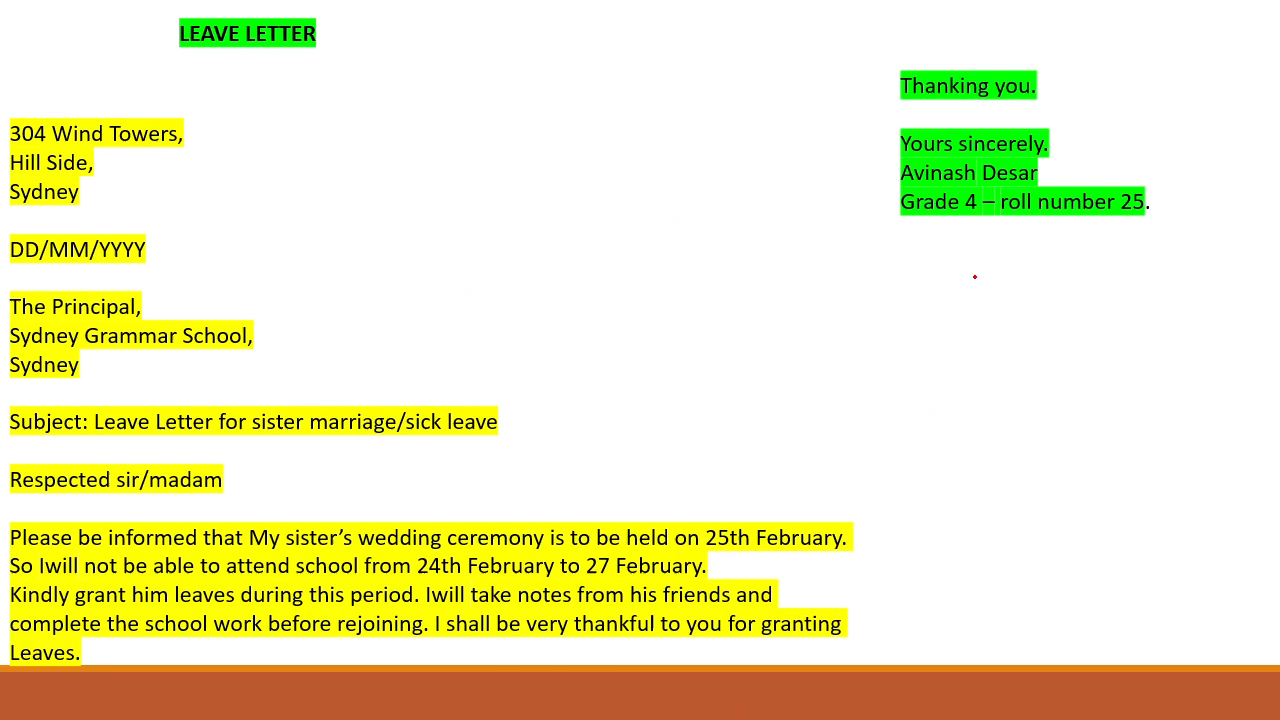 LEAVE LETTER
304 Wind Towers,
Hill Side,
Sydney
DD/MM/YYYY
The Principal,
Sydney Grammar School,
Sydney
Subject: Leave Letter for sister marriage/sick leave
Respected sir/madam
Please be informed that My sister’s wedding ceremony is to be held on 25th February.
So Iwill not be able to attend school from 24th February to 27 February.
Kindly grant him leaves during this period. Iwill take notes from his friends and
complete the school work before rejoining. I shall be very thankful to you for granting
Leaves.
Thanking you.
Yours sincerely.
Avinash Desar
Grade 4 – roll number 25.